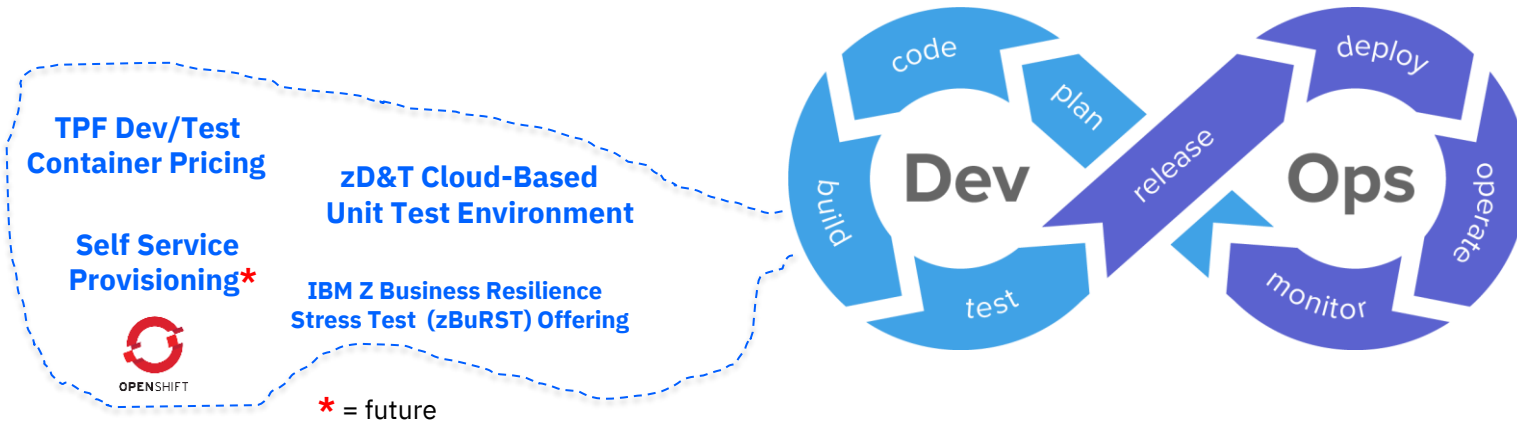 TPF Dev/Test
Container Pricing
zD&T Cloud-Based
Unit Test Environment
Self Service
Provisioning*
IBM Z Business Resilience
Stress Test (zBuRST) Offering
OPENSHIFT
* = future
code
plan
build
test
Dev
release
deploy
operate
monitor
Ops